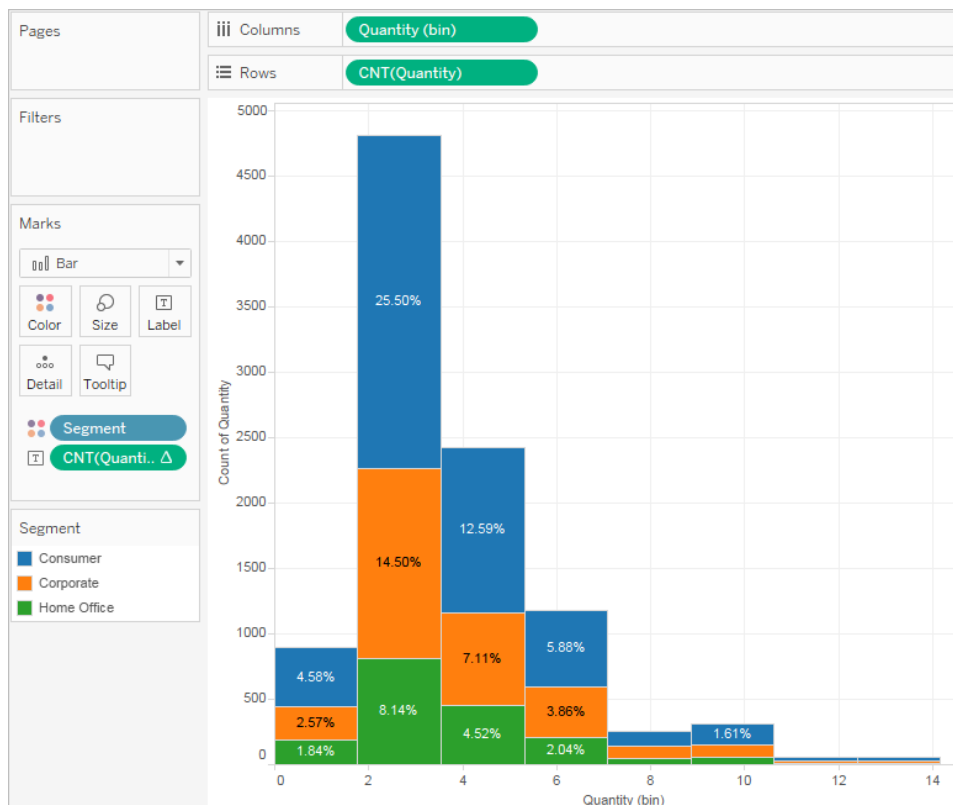 Pages
Columns
Quantity (bin)
Rows
CNT(Quantity)
Filters
Marks
Bar
Color
Size
Label
Detail
Tooltip
Segment
CNT(Quanti.. Δ
Segment
Consumer
Corporate
Home Office
5000
4500
4000
3500
3000
2500
2000
1500
1000
500
0
Count of Quantity
25.50%
12.59%
14.50%
5.88%
7.11%
4.58%
3.86%
8.14%
2.57%
4.52%
1.61%
1.84%
2.04%
0 2 4 6 8 10 12 14
Quantity (bin)